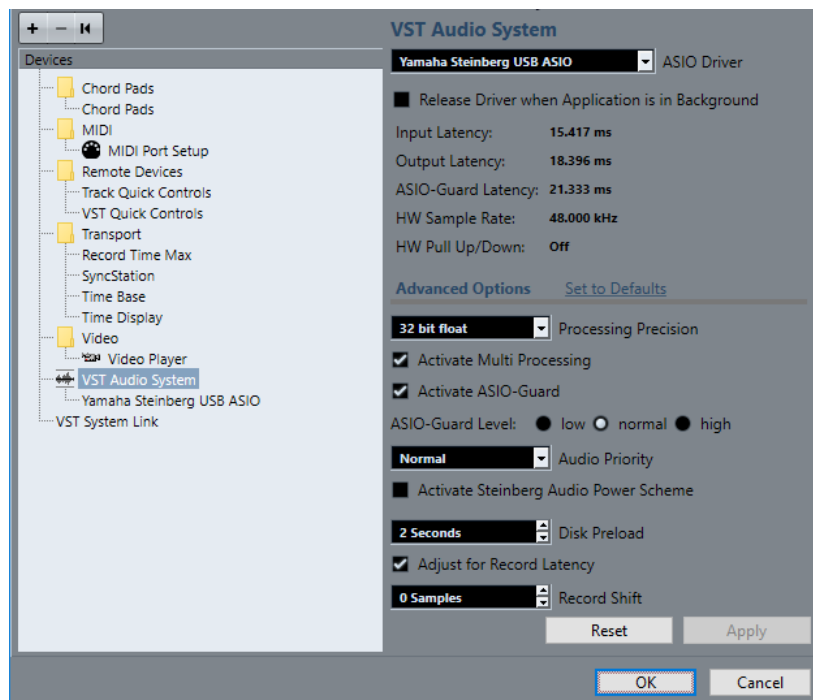 Devices
Chord Pads
Chord Pads
MIDI
MIDI Port Setup
Remote Devices
Track Quick Controls
VST Quick Controls
Transport
Record Time Max
SyncStation
Time Base
Time Display
Video
Video Player
VST Audio System
Yamaha Steinberg USB ASIO
VST System Link
VST Audio System
Yamaha Steinberg USB ASIO ASIO Driver
Release Driver when Application is in Background
Input Latency: 15.417 ms
Output Latency: 18.396 ms
ASIO-Guard Latency: 21.333 ms
HW Sample Rate: 48.000 kHz
HW Pull Up/Down: Off
Advanced Options Set to Defaults
32 bit float Processing Precision
Activate Multi Processing
Activate ASIO-Guard
ASIO-Guard Level: low normal high
Normal Audio Priority
Activate Steinberg Audio Power Scheme
2 Seconds Disk Preload
Adjust for Record Latency
0 Samples Record Shift
Reset Apply
OK Cancel